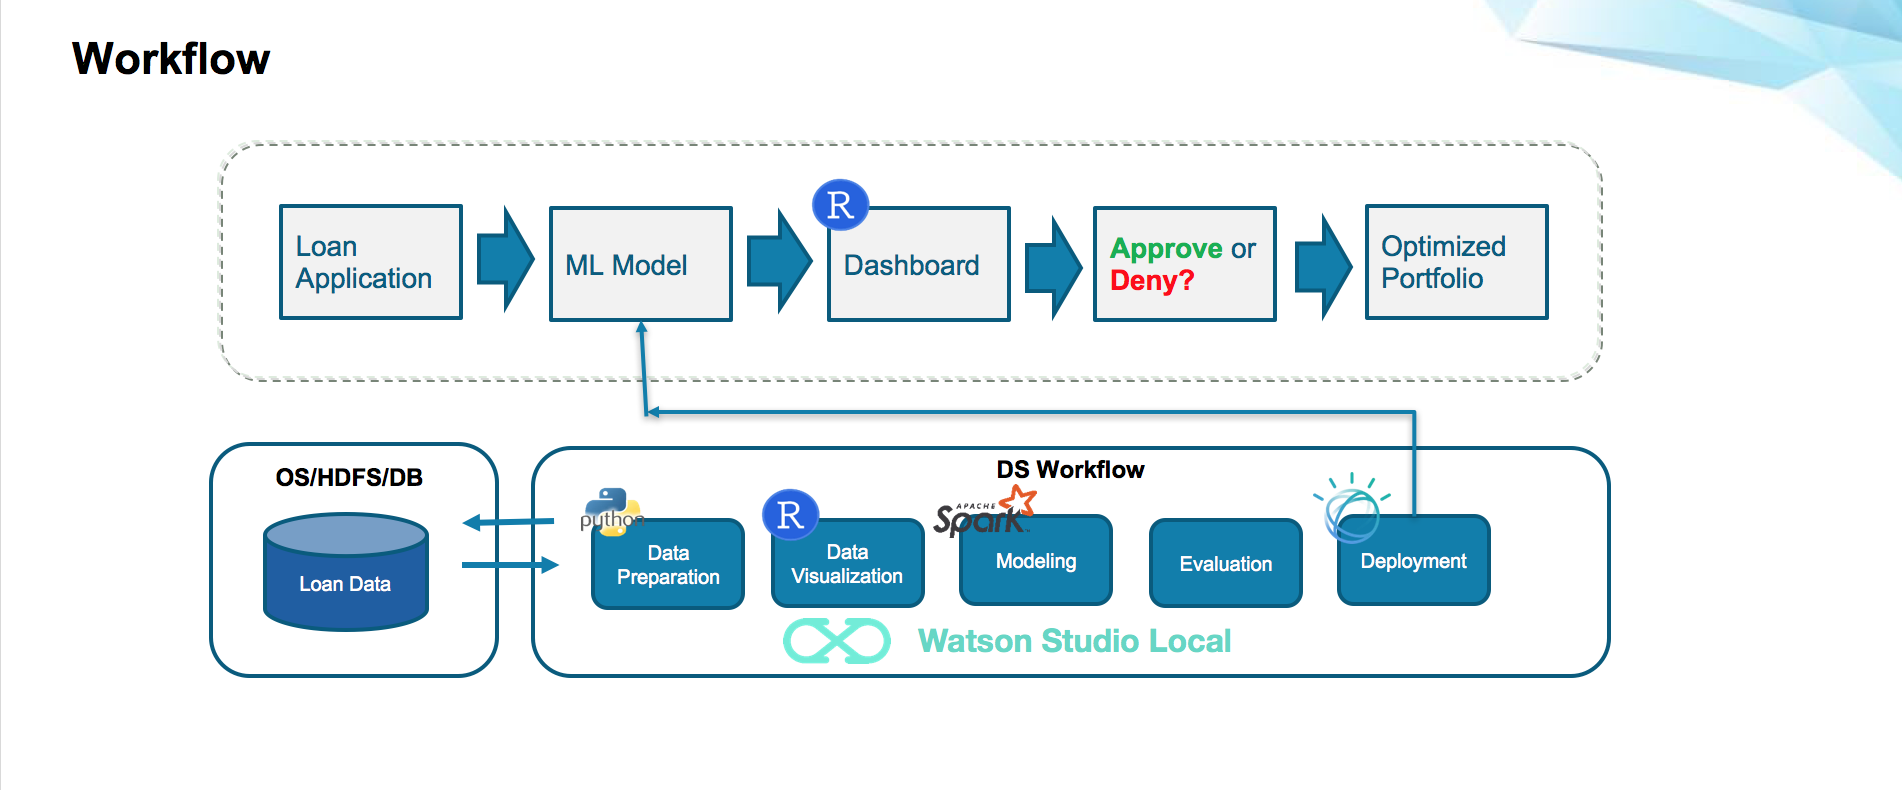 Workflow
Loan
Application
ML Model
R
Dashboard
Approve or
Deny?
Optimized
Portfolio
OS/HDFS/DB
Loan Data
DS Workflow
python
Data
Preparation
R
Data
Visualization
APACHE
Spark
Modeling
Evaluation
Deployment
Watson Studio Local